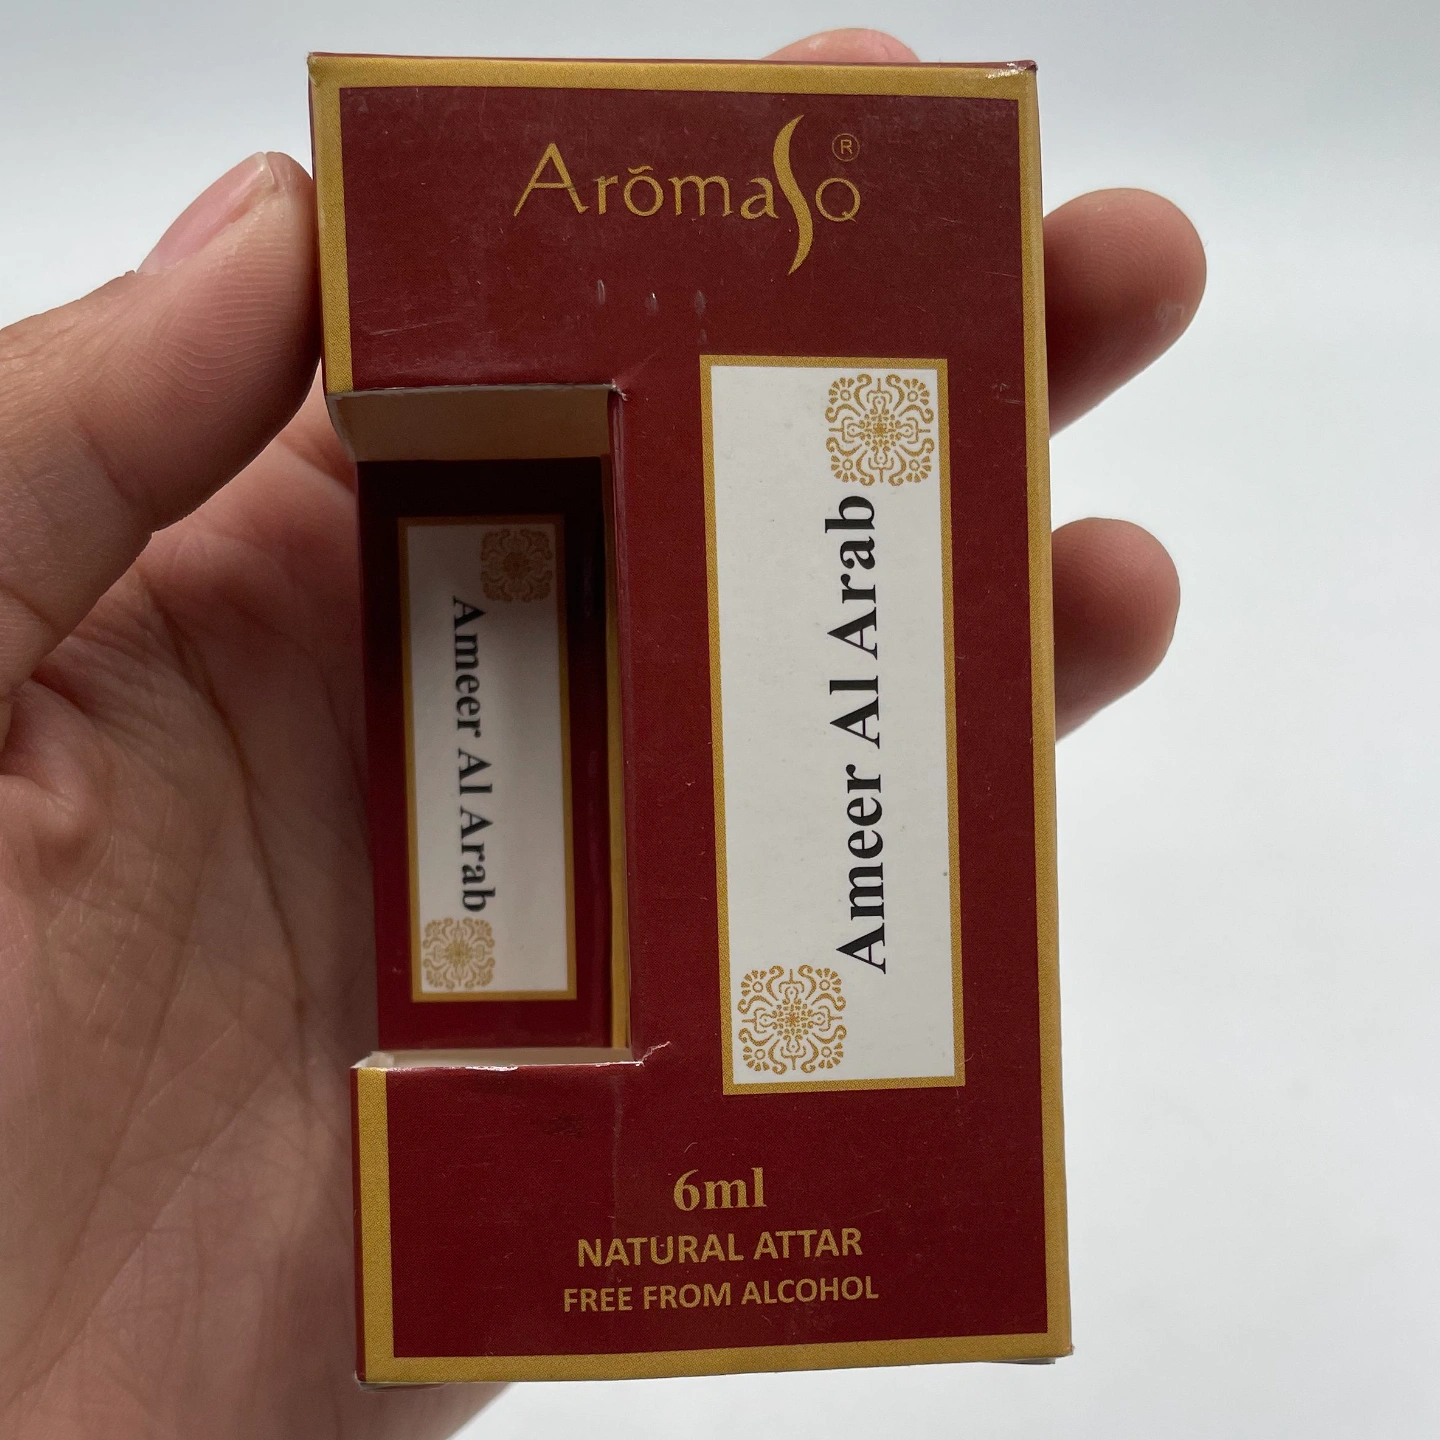 ArōmaSo®
Ameer Al Arab
Ameer Al Arab
6ml
NATURAL ATTAR
FREE FROM ALCOHOL